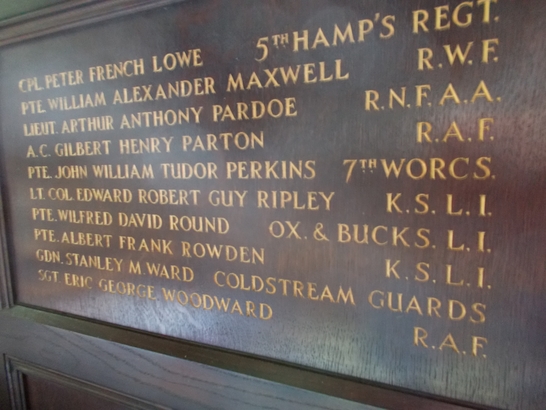 CPL. PETER FRENCH LOWE 5TH HAMP'S REGT.
PTE. WILLIAM ALEXANDER MAXWELL R.W.F.
LIEUT. ARTHUR ANTHONY PARDOE R.N.F.A.A.
A.C. GILBERT HENRY PARTON R.A.F.
PTE. JOHN WILLIAM TUDOR PERKINS 7TH WORCS.
LT. COL EDWARD ROBERT GUY RIPLEY K.S.L.I.
PTE. WILFRED DAVID ROUND OX. & BUCKS. L.I.
PTE. ALBERT FRANK ROWDEN K.S.L.I.
GDN. STANLEY M. WARD COLDSTREAM GUARDS
SGT ERIC GEORGE WOODWARD R.A.F.